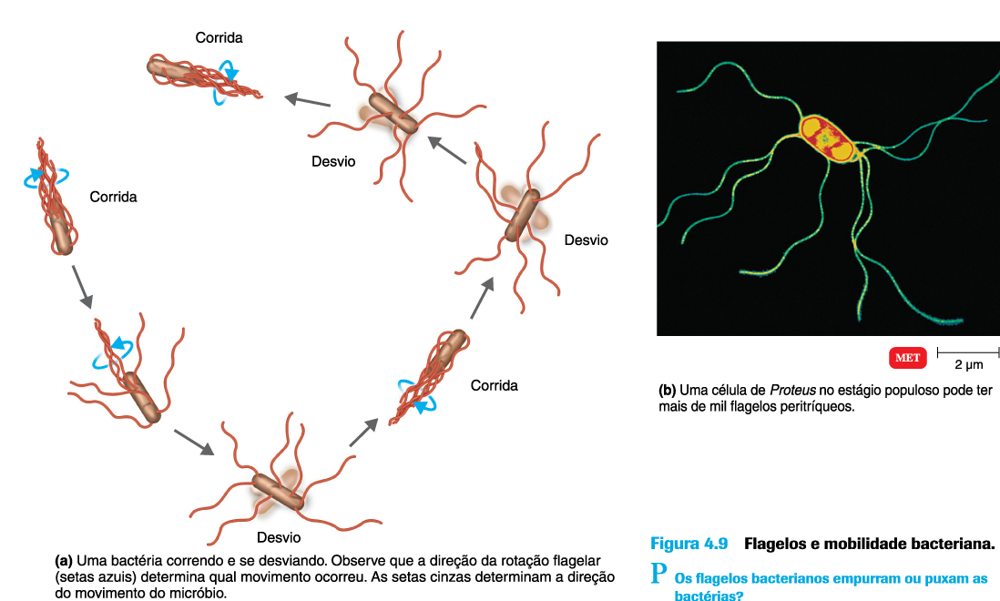 Corrida
Desvio
Corrida
Desvio
Corrida
Desvio
(a) Uma bactéria correndo e se desviando. Observe que a direção da rotação flagelar
(setas azuis) determina qual movimento ocorreu. As setas cinzas determinam a direção
do movimento do micróbio.
MET
2 µm
(b) Uma célula de Proteus no estágio populoso pode ter
mais de mil flagelos peritríqueos.
Figura 4.9 Flagelos e mobilidade bacteriana.
P Os flagelos bacterianos empurram ou puxam as
bactérias?